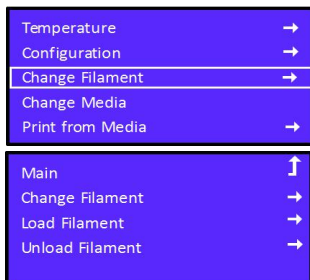 Temperature →
Configuration →
Change Filament →
Change Media
Print from Media →
Main ↥
Change Filament →
Load Filament →
Unload Filament →